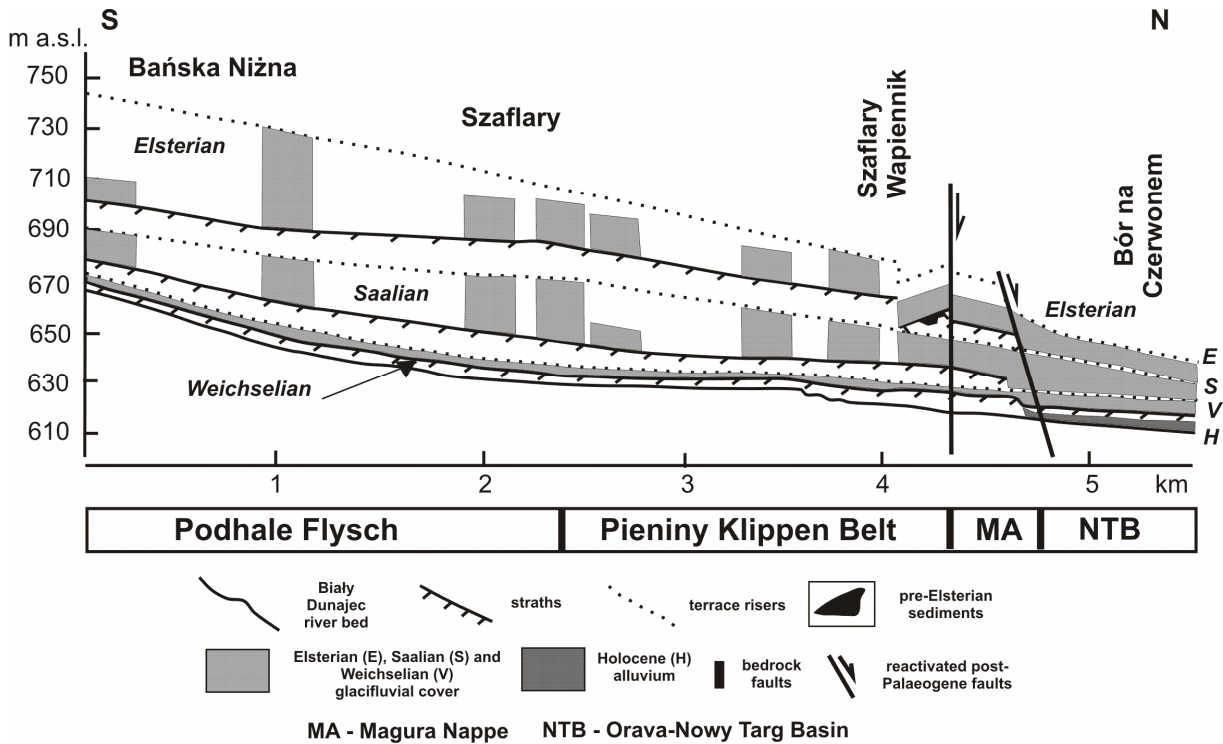 S
N
m a.s.l.
750
730
710
690
670
650
630
610
Bańska Niżna
Szaflary
Szaflary
Wapiennik
Bór na
Czerwonem
Elsterian
Saalian
Weichselian
Elsterian
E
S
V
H
1
2
3
4
5
km
Podhale Flysch
Pieniny Klippen Belt
MA
NTB
Biały
Dunajec
river bed
straths
terrace risers
pre-Elsterian
sediments
Elsterian (E), Saalian (S) and
Weichselian (V)
glacifluvial cover
Holocene (H)
alluvium
bedrock
faults
reactivated post-
Palaeogene faults
MA - Magura Nappe
NTB - Orava-Nowy Targ Basin